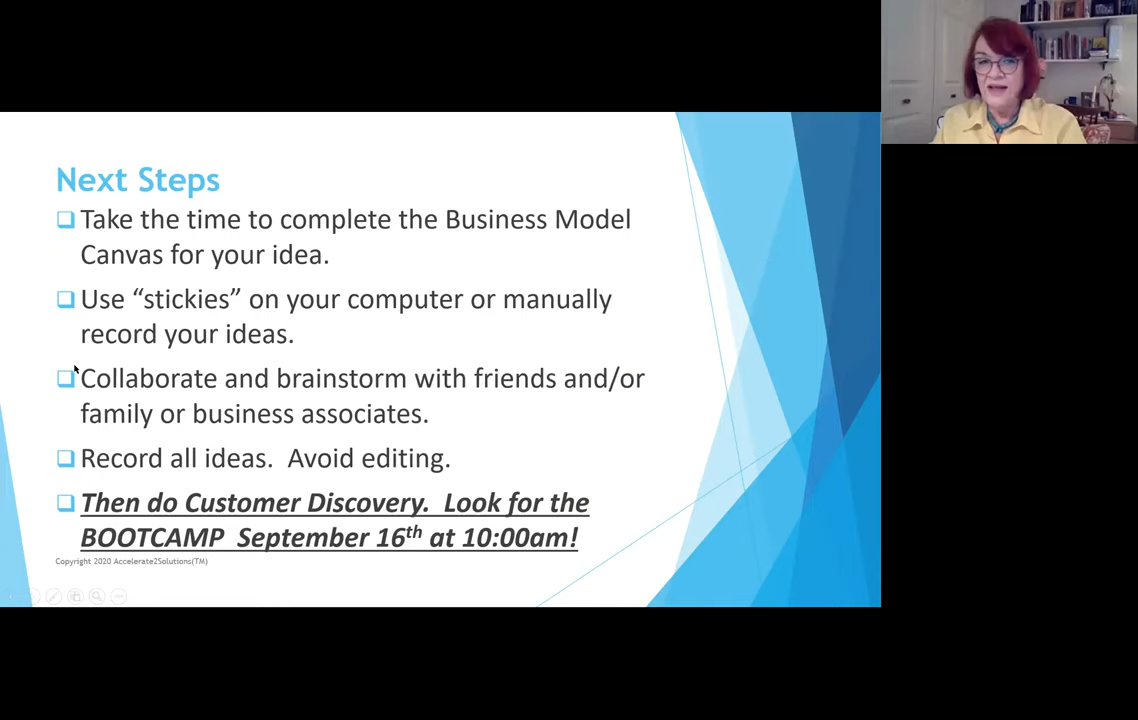 Next Steps
Take the time to complete the Business Model
Canvas for your idea.
Use “stickies” on your computer or manually
record your ideas.
Collaborate and brainstorm with friends and/or
family or business associates.
Record all ideas.  Avoid editing.
Then do Customer Discovery.  Look for the
BOOTCAMP  September 16th at 10:00am!
Copyright 2020 Accelerate2Solutions(TM)